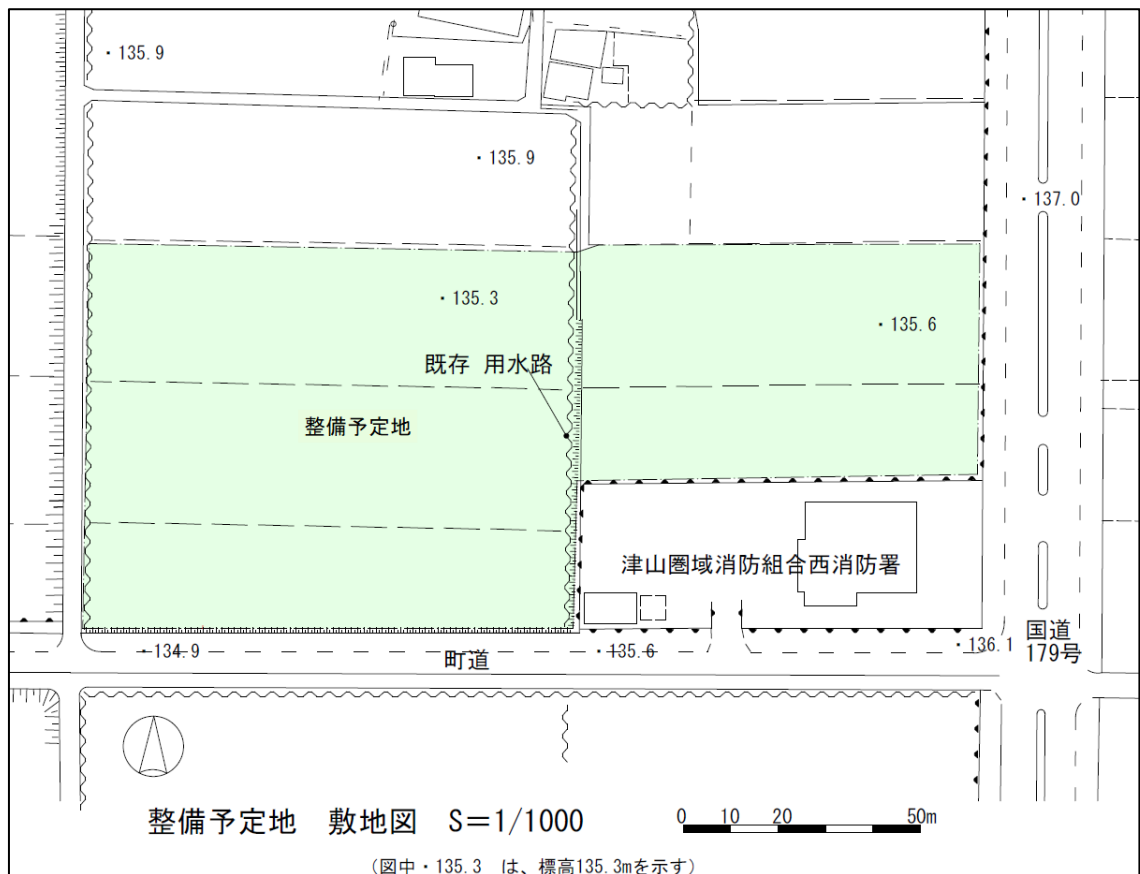 ・135.9
・135.9
・137.0
・135.3
・135.6
既存 用水路
整備予定地
津山圏域消防組合西消防署
・134.9
町道
・135.6
・136.1
国道
179号
整備予定地 敷地図 S=1/1000
0 10 20 50m
(図中・135.3 は、標高135.3mを示す)